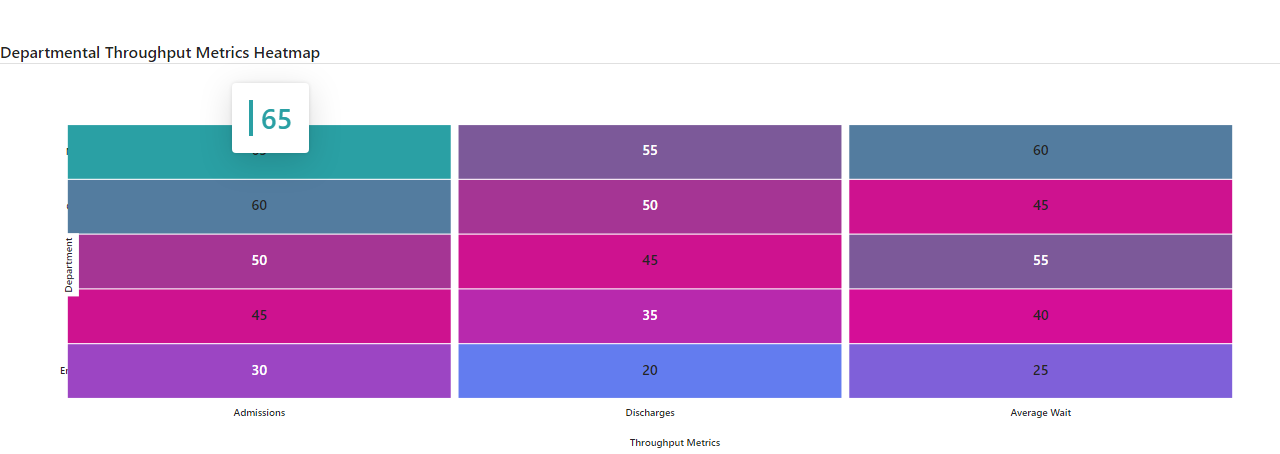 Departmental Throughput Metrics Heatmap
65
55
60
60
50
45
Department
50
45
55
45
35
40
30
20
25
Admissions
Discharges
Average Wait
Throughput Metrics